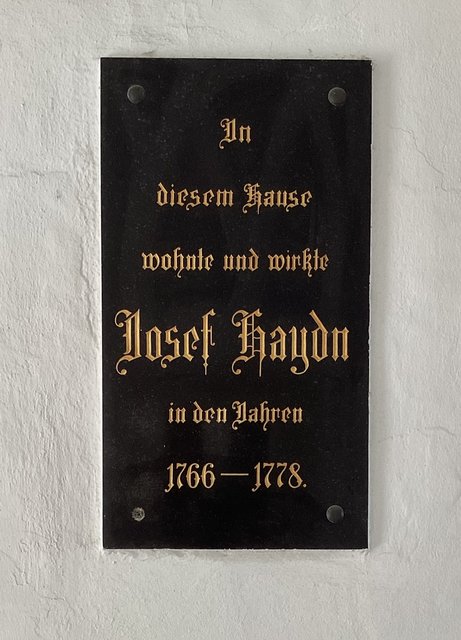 In
diesem Hause
wohnte und wirkte
Josef Haydn
in den Jahren
1766 — 1778.